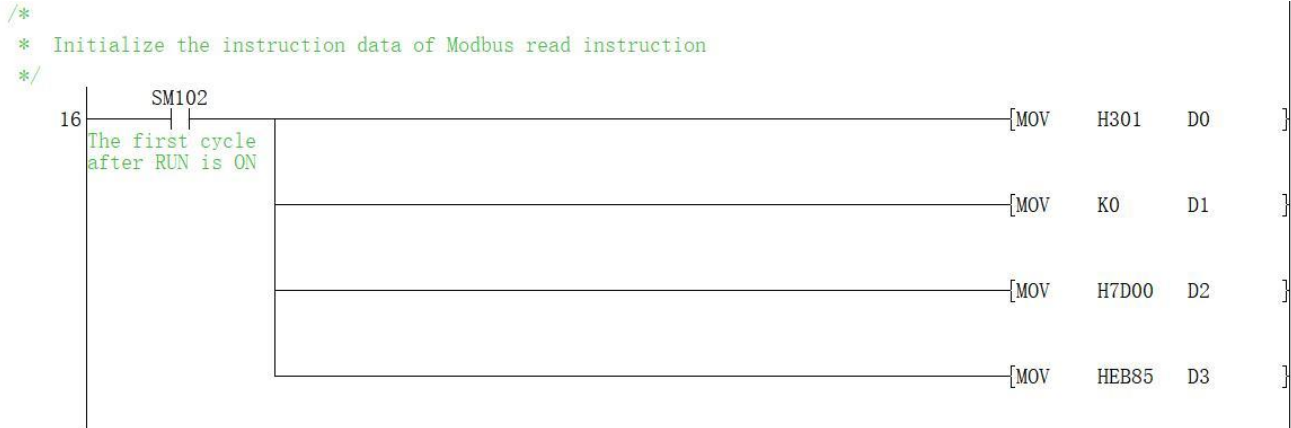 /*
 *  Initialize the instruction data of Modbus read instruction
 */
SM102
16
[MOV H301 D0 ]
The first cycle
after RUN is ON
[MOV K0 D1 ]
[MOV H7D00 D2 ]
[MOV HEB85 D3 ]